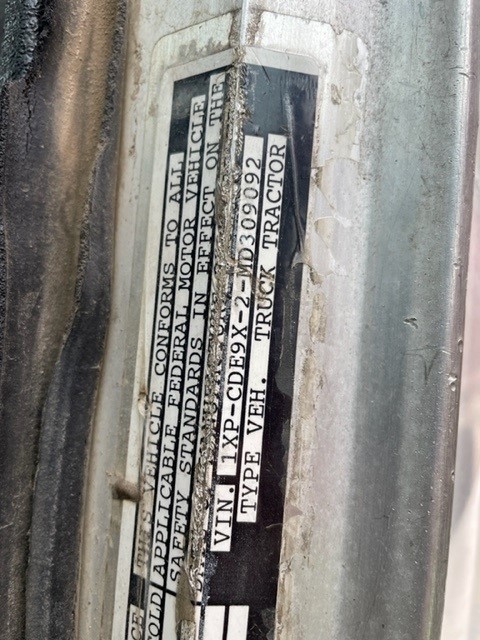 THIS VEHICLE CONFORMS TO ALL
APPLICABLE FEDERAL MOTOR VEHICLE
SAFETY STANDARDS IN EFFECT ON THE
VIN. 1XP-CDE9X-2-MD309092
TYPE VEH. TRUCK TRACTOR